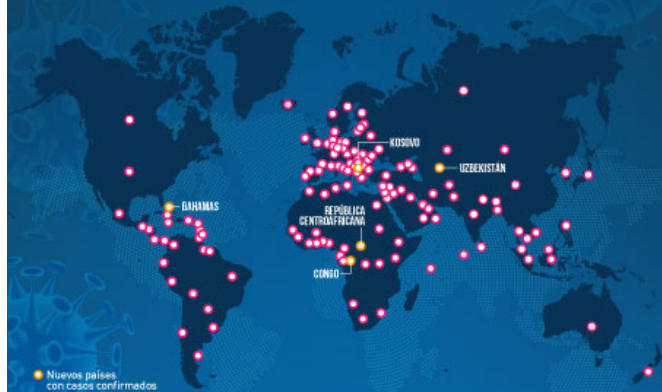 KOSOVO
UZBEKISTÁN
BAHAMAS
REPÚBLICA
CENTROAFRICANA
CONGO
Nuevos países
con casos confirmados